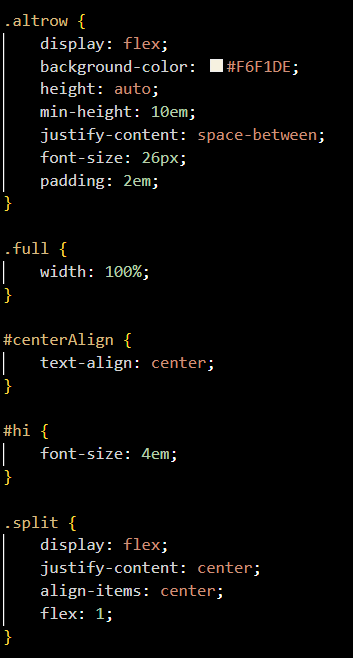 .altrow {
    display: flex;
    background-color: #F6F1DE;
    height: auto;
    min-height: 10em;
    justify-content: space-between;
    font-size: 26px;
    padding: 2em;
}

.full {
    width: 100%;
}

#centerAlign {
    text-align: center;
}

#hi {
    font-size: 4em;
}

.split {
    display: flex;
    justify-content: center;
    align-items: center;
    flex: 1;
}